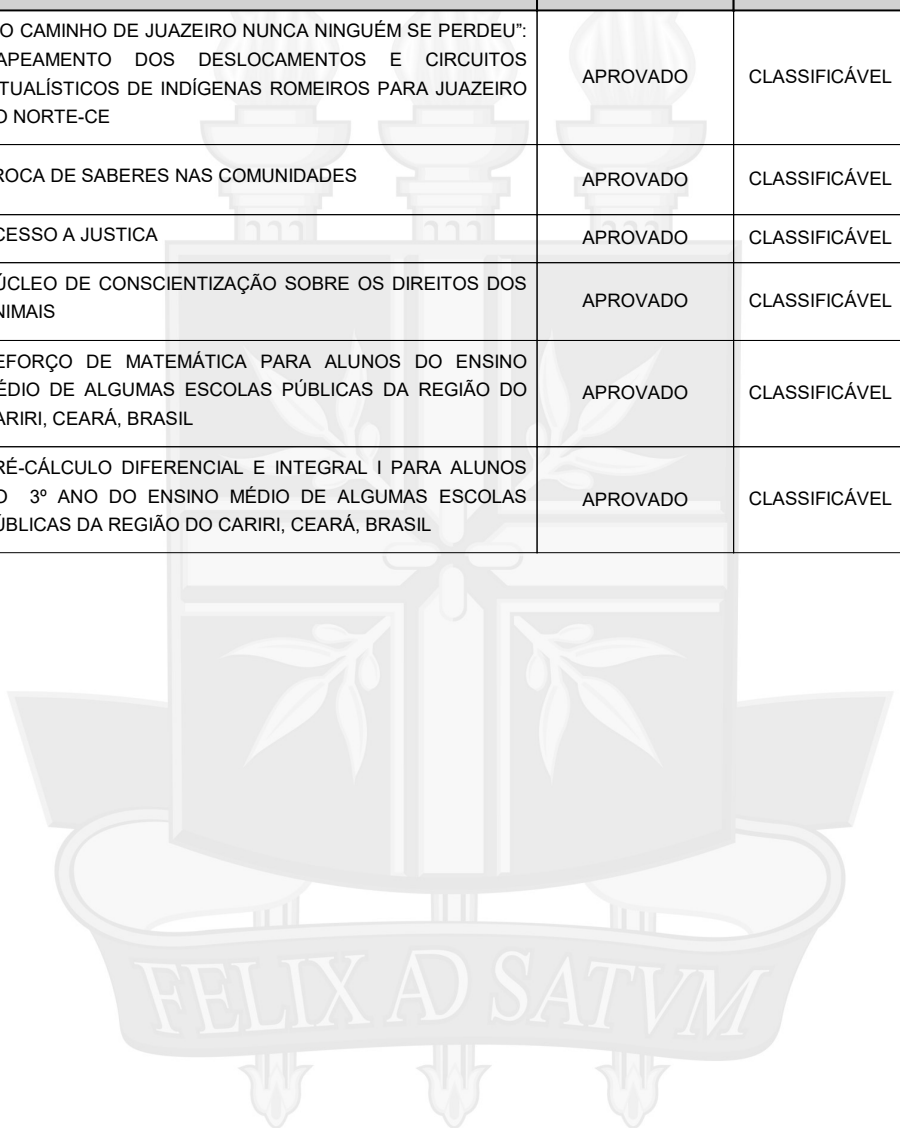 O CAMINHO DE JUAZEIRO NUNCA NINGUÉM SE PERDEU”:
APEAMENTO DOS DESLOCAMENTOS E CIRCUITOS
TUALÍSTICOS DE INDÍGENAS ROMEIROS PARA JUAZEIRO
O NORTE-CE
APROVADO
CLASSIFICÁVEL
ROCA DE SABERES NAS COMUNIDADES
APROVADO
CLASSIFICÁVEL
CESSO A JUSTICA
APROVADO
CLASSIFICÁVEL
ÚCLEO DE CONSCIENTIZAÇÃO SOBRE OS DIREITOS DOS
NIMAIS
APROVADO
CLASSIFICÁVEL
EFORÇO DE MATEMÁTICA PARA ALUNOS DO ENSINO
ÉDIO DE ALGUMAS ESCOLAS PÚBLICAS DA REGIÃO DO
ARIRI, CEARÁ, BRASIL
APROVADO
CLASSIFICÁVEL
RÉ-CÁLCULO DIFERENCIAL E INTEGRAL I PARA ALUNOS
O 3º ANO DO ENSINO MÉDIO DE ALGUMAS ESCOLAS
ÚBLICAS DA REGIÃO DO CARIRI, CEARÁ, BRASIL
APROVADO
CLASSIFICÁVEL
FELIX AD SATVM